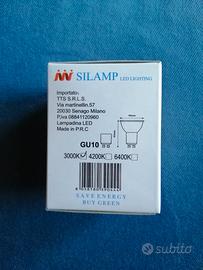 SILAMP
LED LIGHTING
Importato:
TTS S.R.L.S.
Via martinellin.57
20030 Senago Milano
P.iva 08841120960
Lampadina LED
Made in P.R.C
GU10
3000K 4200K 6400K
SAVE ENERGY
BUY GREEN
subito